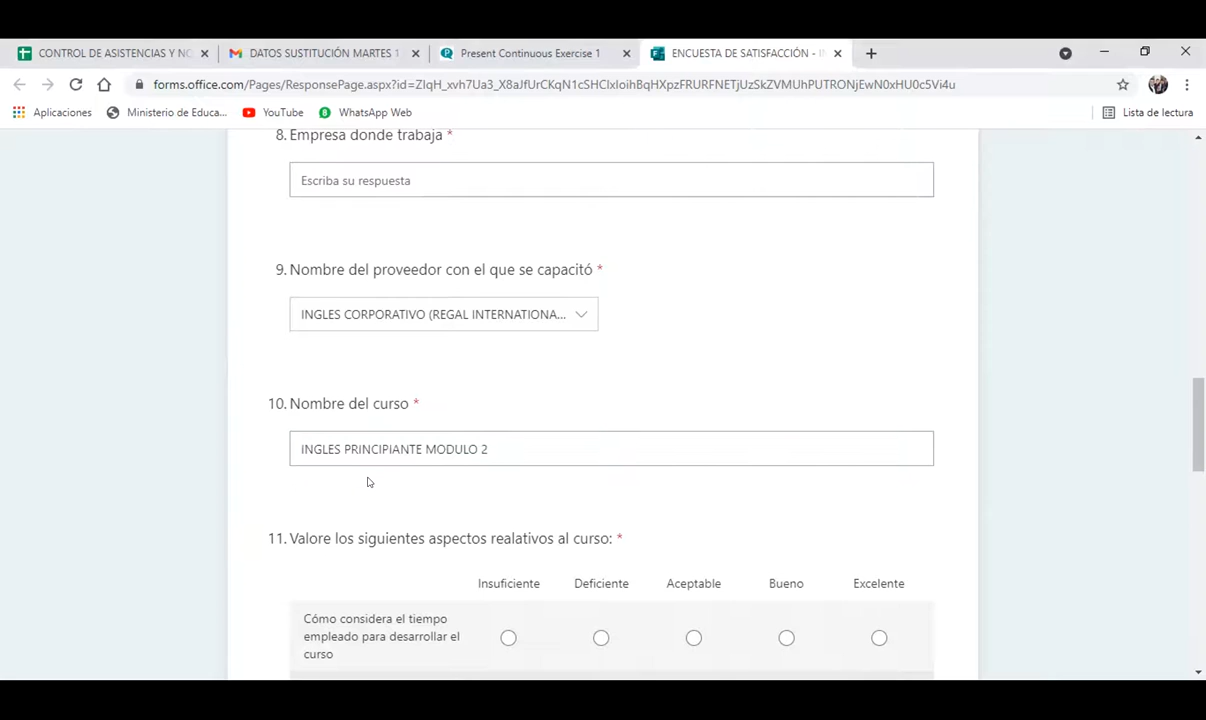 CONTROL DE ASISTENCIAS Y NO
DATOS SUSTITUCIÓN MARTES 1
Present Continuous Exercise 1
ENCUESTA DE SATISFACCIÓN - I
forms.office.com/Pages/ResponsePage.aspx?id=ZIqH_xvh7Ua3_X8aJfUrCKqN1cSHClxIoihBqHXpzFRURFNETjUzSkZVMUhPUTRONjEwN0xHU0c5Vi4u
Aplicaciones
Ministerio de Educa...
YouTube
WhatsApp Web
Lista de lectura
8. Empresa donde trabaja *
Escriba su respuesta
9. Nombre del proveedor con el que se capacitó *
INGLES CORPORATIVO (REGAL INTERNATIONA...
10. Nombre del curso *
INGLES PRINCIPIANTE MODULO 2
11. Valore los siguientes aspectos realativos al curso: *
Insuficiente Deficiente Aceptable Bueno Excelente
Cómo considera el tiempo
empleado para desarrollar el
curso